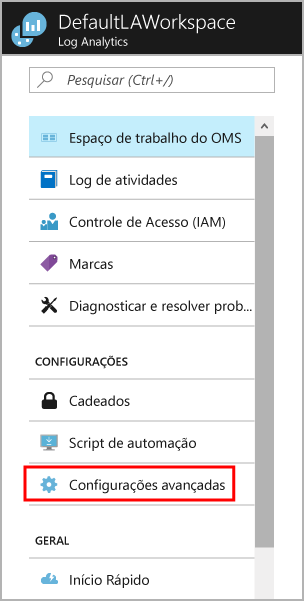 DefaultLAWorkspace
Log Analytics
Pesquisar (Ctrl+/)
Espaço de trabalho do OMS
Log de atividades
Controle de Acesso (IAM)
Marcas
Diagnosticar e resolver prob...
CONFIGURAÇÕES
Cadeados
Script de automação
Configurações avançadas
GERAL
Início Rápido